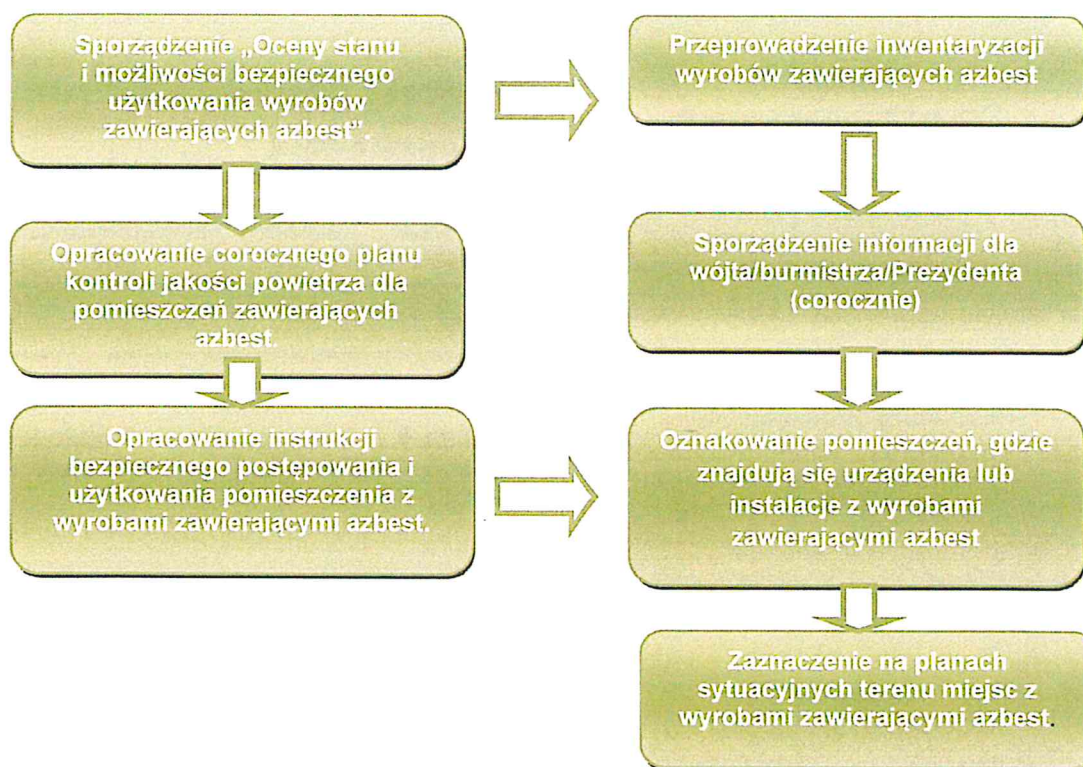 Sporządzenie „Oceny stanu
i możliwości bezpiecznego
użytkowania wyrobów
zawierających azbest”.
Przeprowadzenie inwentaryzacji
wyrobów zawierających azbest
Opracowanie corocznego planu
kontroli jakości powietrza dla
pomieszczeń zawierających
azbest.
Sporządzenie informacji dla
wójta/burmistrza/Prezydenta
(corocznie)
Opracowanie instrukcji
bezpiecznego postępowania i
użytkowania pomieszczenia z
wyrobami zawierającymi azbest.
Oznakowanie pomieszczeń, gdzie
znajdują się urządzenia lub
instalacje z wyrobami
zawierającymi azbest
Zaznaczenie na planach
sytuacyjnych terenu miejsc z
wyrobami zawierającymi azbest.